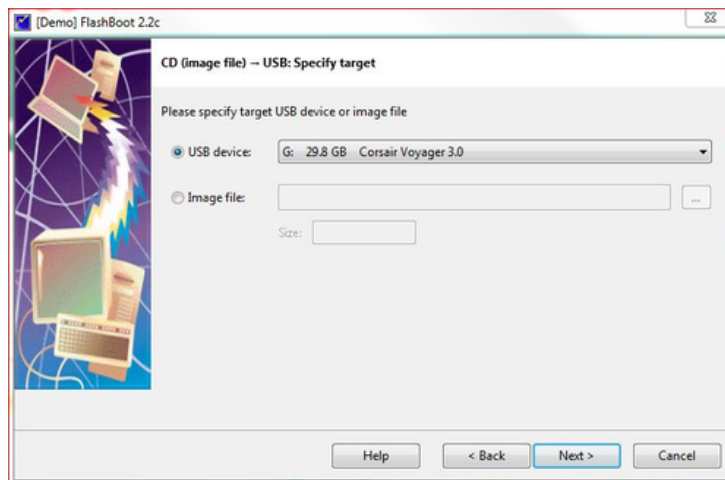 [Demo] FlashBoot 2.2c
CD (image file) → USB: Specify target
Please specify target USB device or image file
USB device:
G: 29.8 GB Corsair Voyager 3.0
Image file:
...
Size:
Help
< Back
Next >
Cancel